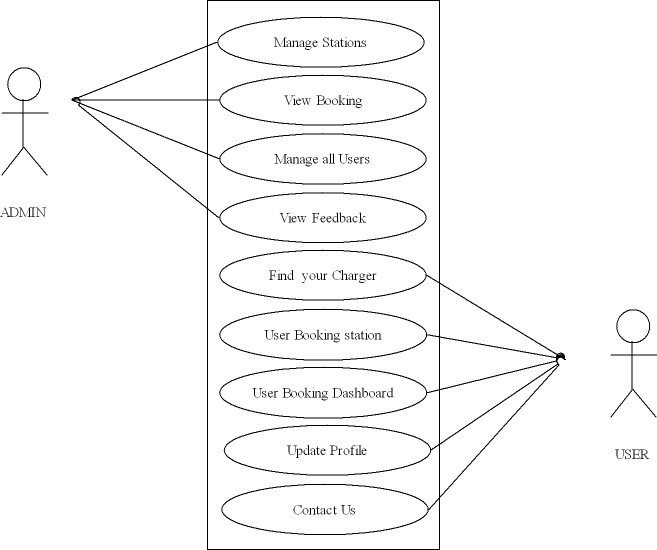 Manage Stations
View Booking
Manage all Users
ADMIN
View Feedback
Find your Charger
User Booking station
User Booking Dashboard
Update Profile
USER
Contact Us